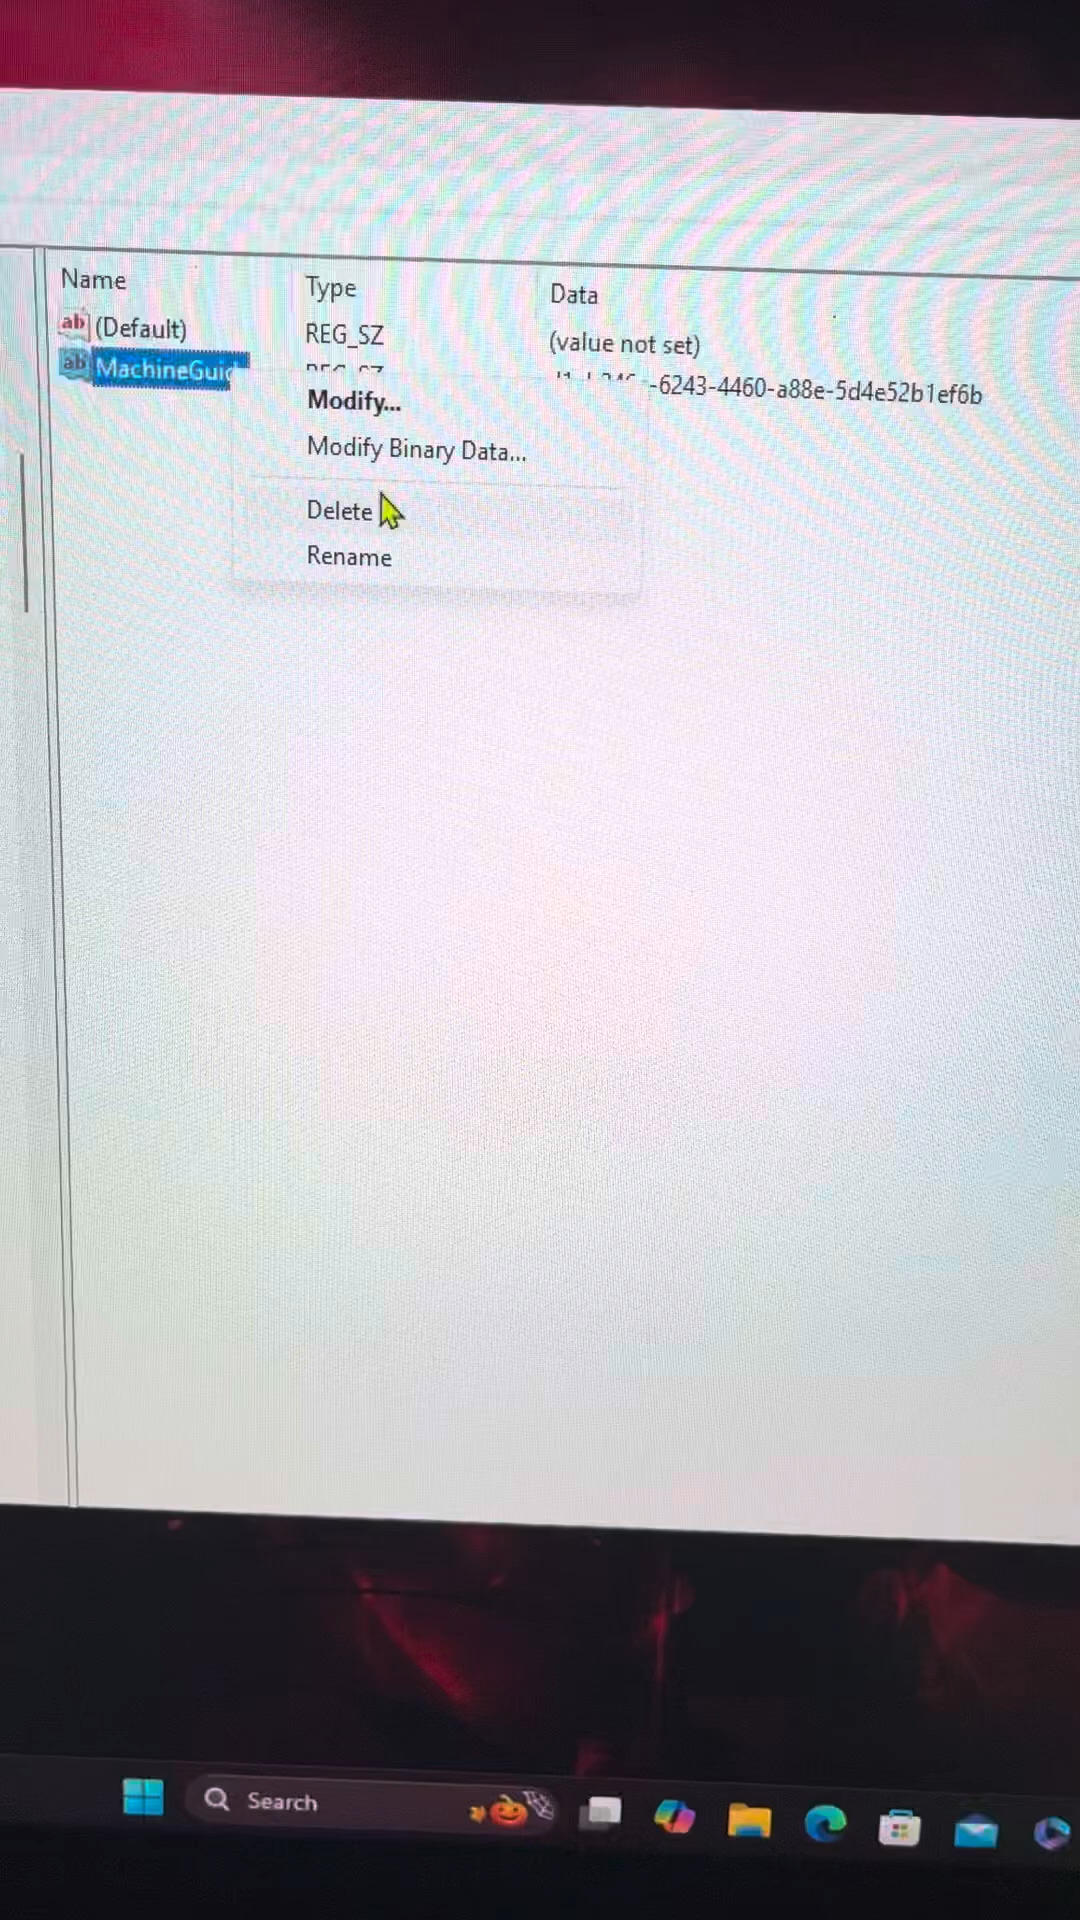 Name Type Data
(Default) REG_SZ (value not set)
MachineGuid -6243-4460-a88e-5d4e52b1ef6b
Modify...
Modify Binary Data...
Delete
Rename
Search